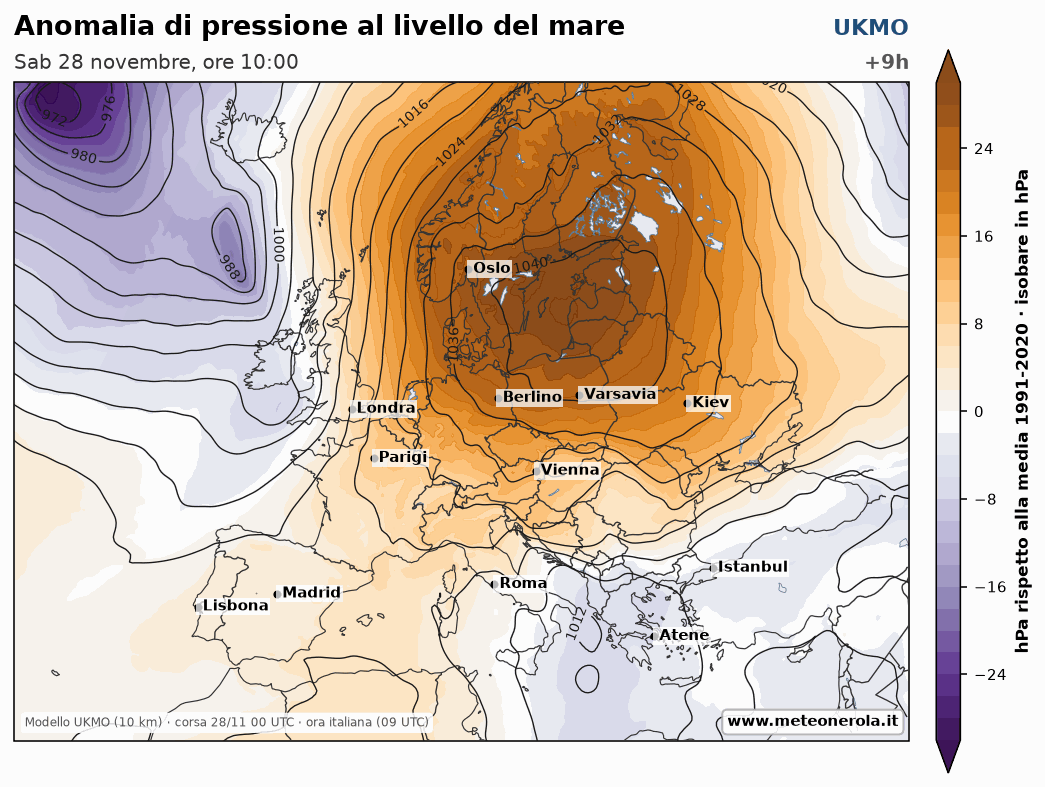 Anomalia di pressione al livello del mare
UKMO
Sab 28 novembre, ore 10:00
+9h
972
976
980
988
1000
1016
1024
1028
1032
020
1040
1036
1012
Oslo
Berlino
Varsavia
Kiev
Londra
Parigi
Vienna
Istanbul
Roma
Madrid
Lisbona
Atene
Modello UKMO (10 km) · corsa 28/11 00 UTC · ora italiana (09 UTC)
www.meteonerola.it
24
16
8
0
−8
−16
−24
hPa rispetto alla media 1991-2020 · isobare in hPa